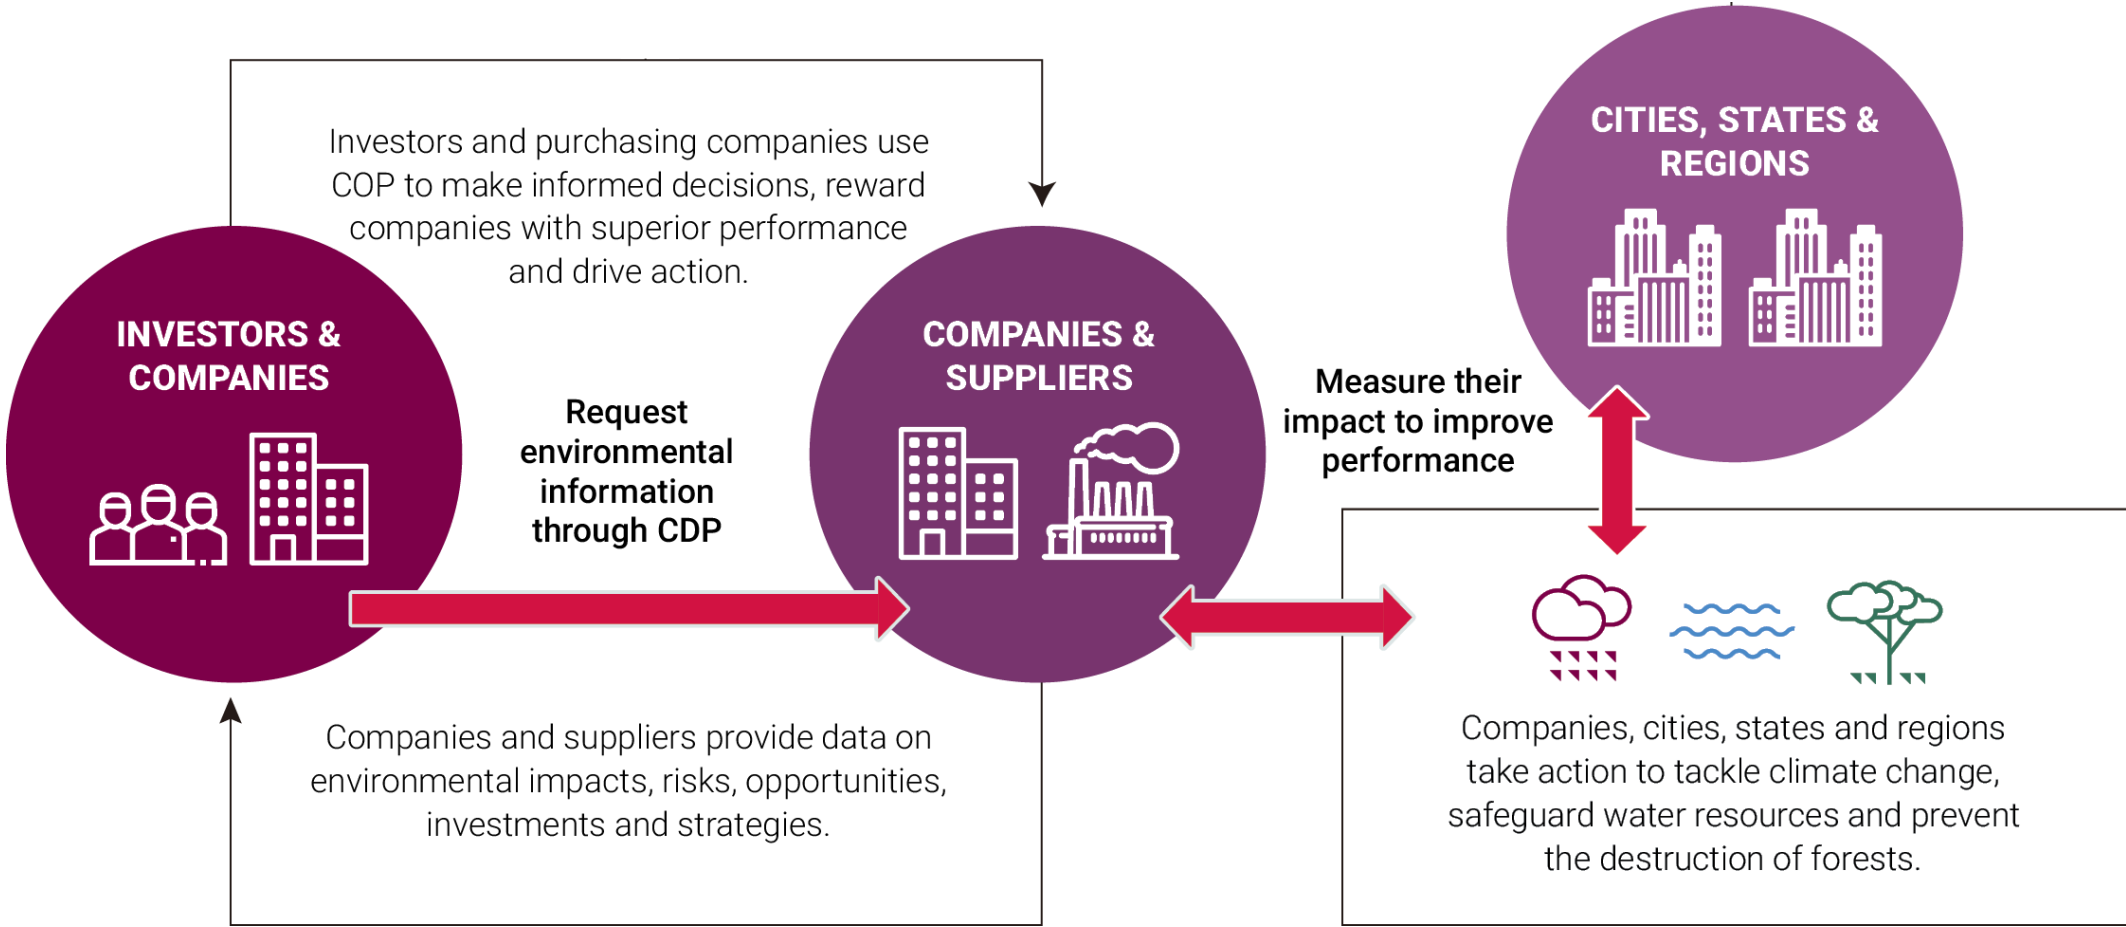 Investors and purchasing companies use
COP to make informed decisions, reward
companies with superior performance
and drive action.
INVESTORS &
COMPANIES
Request
environmental
information
through CDP
COMPANIES &
SUPPLIERS
Companies and suppliers provide data on
environmental impacts, risks, opportunities,
investments and strategies.
Measure their
impact to improve
performance
CITIES, STATES &
REGIONS
Companies, cities, states and regions
take action to tackle climate change,
safeguard water resources and prevent
the destruction of forests.